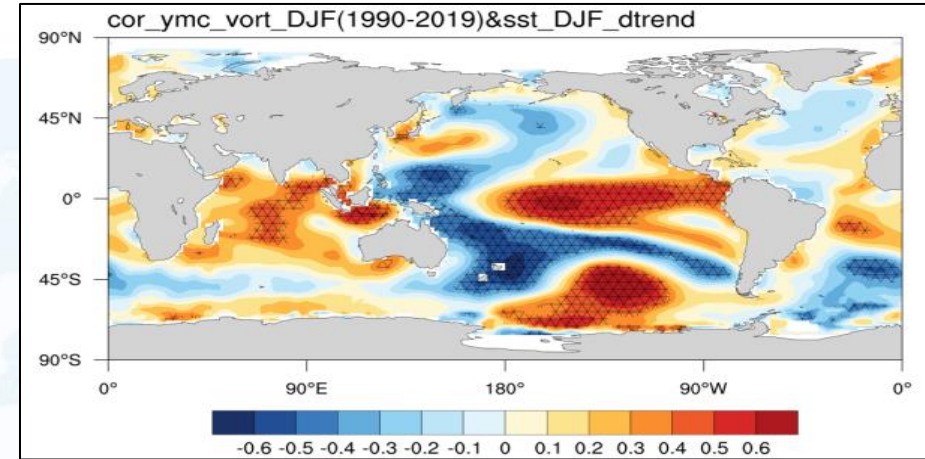 cor_ymc_vort_DJF(1990-2019)&sst_DJF_dtrend
90°N
45°N
0°
45°S
90°S
0° 90°E 180° 90°W 0°
-0.6 -0.5 -0.4 -0.3 -0.2 -0.1 0 0.1 0.2 0.3 0.4 0.5 0.6